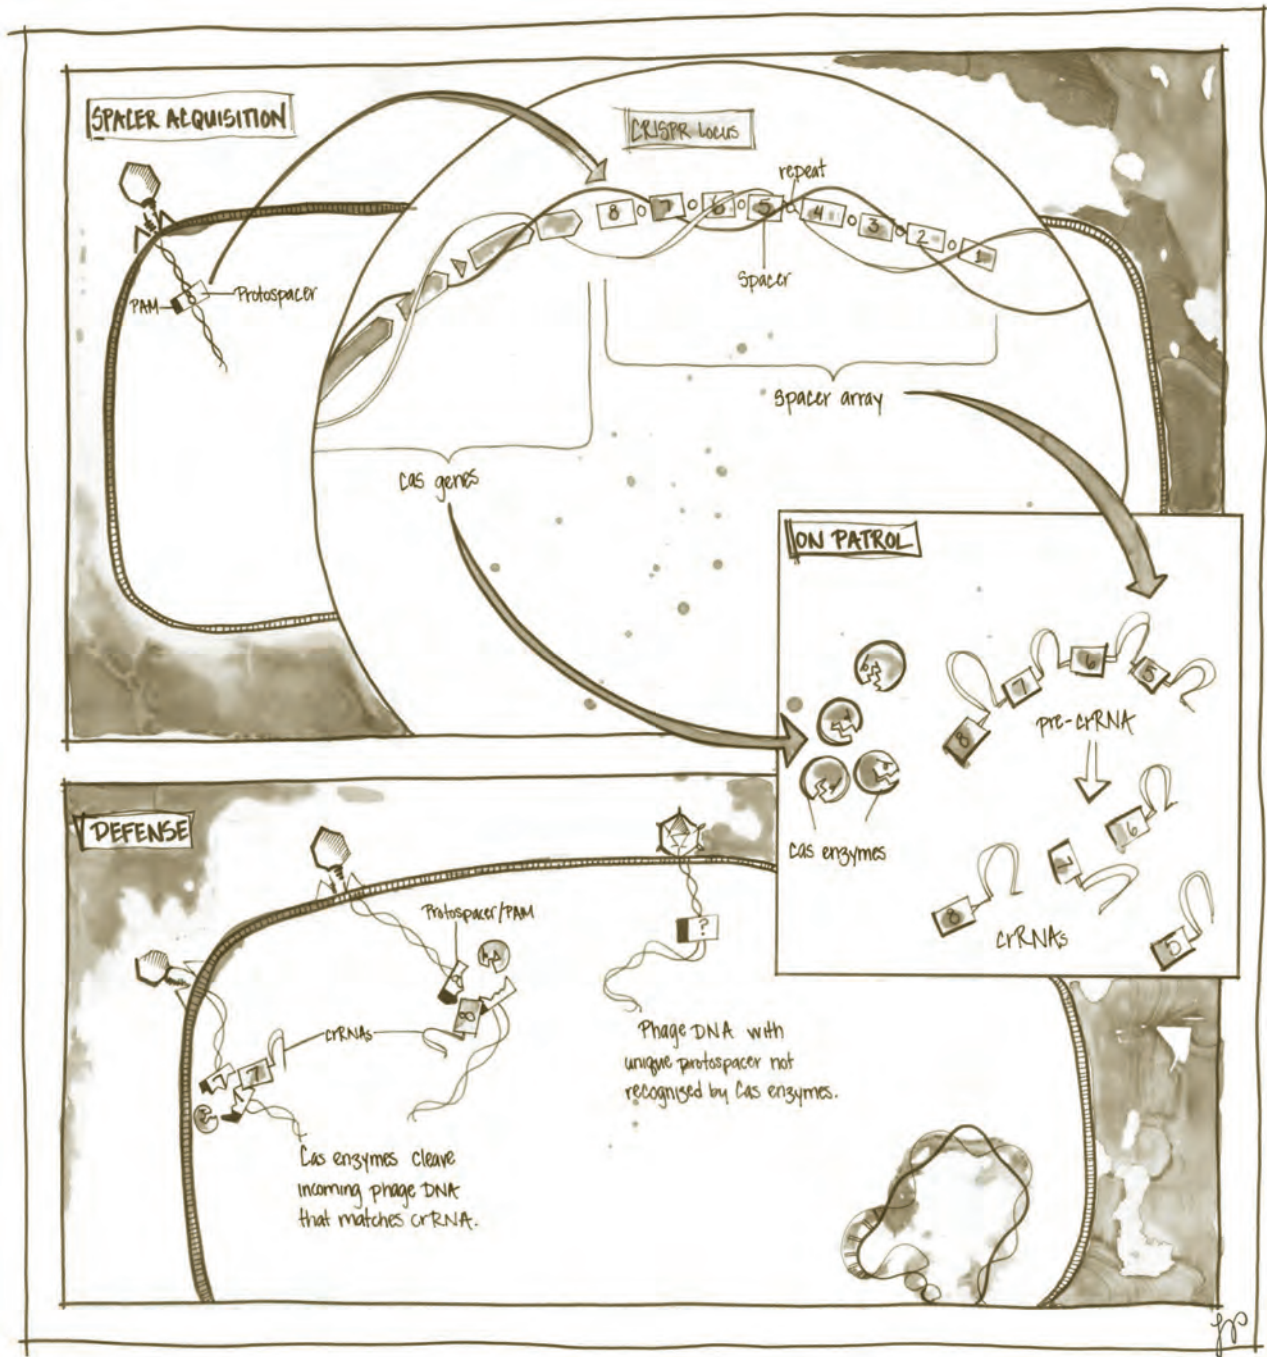 SPACER ACQUISITION
CRISPR Locus
repeat
8 7 6 5 4 3 2 1
PAM
Protospacer
Spacer
Spacer array
Cas genes
ON PATROL
8 7 6 5
pre-crRNA
Cas enzymes
8 7 6 5
crRNAs
DEFENSE
Protospacer/PAM
8
?
crRNAs
7
Phage DNA with
unique protospacer not
recognized by Cas enzymes.
Cas enzymes cleave
incoming phage DNA
that matches crRNA.